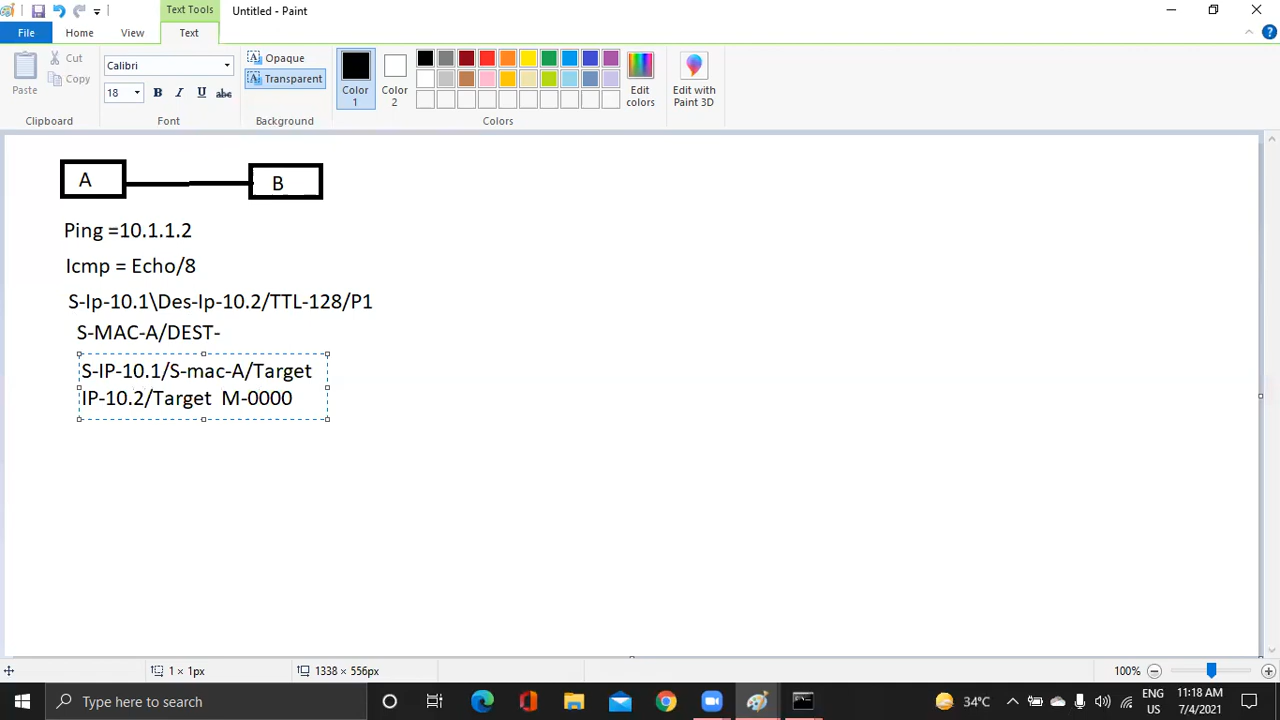 Text Tools
Untitled - Paint
File
Home
View
Text
Paste
Cut
Copy
Clipboard
Calibri
18
B I U abc
Font
Opaque
Transparent
Background
Color 1
Color 2
Edit colors
Colors
Edit with Paint 3D
A
B
Ping =10.1.1.2
Icmp = Echo/8
S-Ip-10.1\Des-Ip-10.2/TTL-128/P1
S-MAC-A/DEST-
S-IP-10.1/S-mac-A/Target
IP-10.2/Target  M-0000
1 × 1px
1338 × 556px
100%
Type here to search
34°C
ENG
US
11:18 AM
7/4/2021